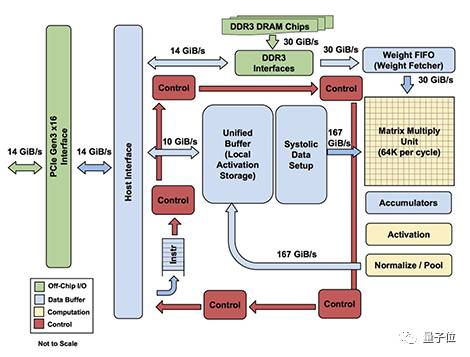 DDR3 DRAM Chips
14 GiB/s
30 GiB/s
30 GiB/s
DDR3
Interfaces
Weight FIFO
(Weight Fetcher)
Control
Control
30 GiB/s
14 GiB/s
PCIe Gen3 x16
Interface
14 GiB/s
Host Interface
10 GiB/s
Unified
Buffer
(Local
Activation
Storage)
Systolic
Data
Setup
167
GiB/s
Matrix Multiply
Unit
(64K per cycle)
Control
Accumulators
Activation
Instr
167 GiB/s
Normalize / Pool
Off-Chip I/O
Data Buffer
Computation
Control
Control
Control
Control
Not to Scale
量子位